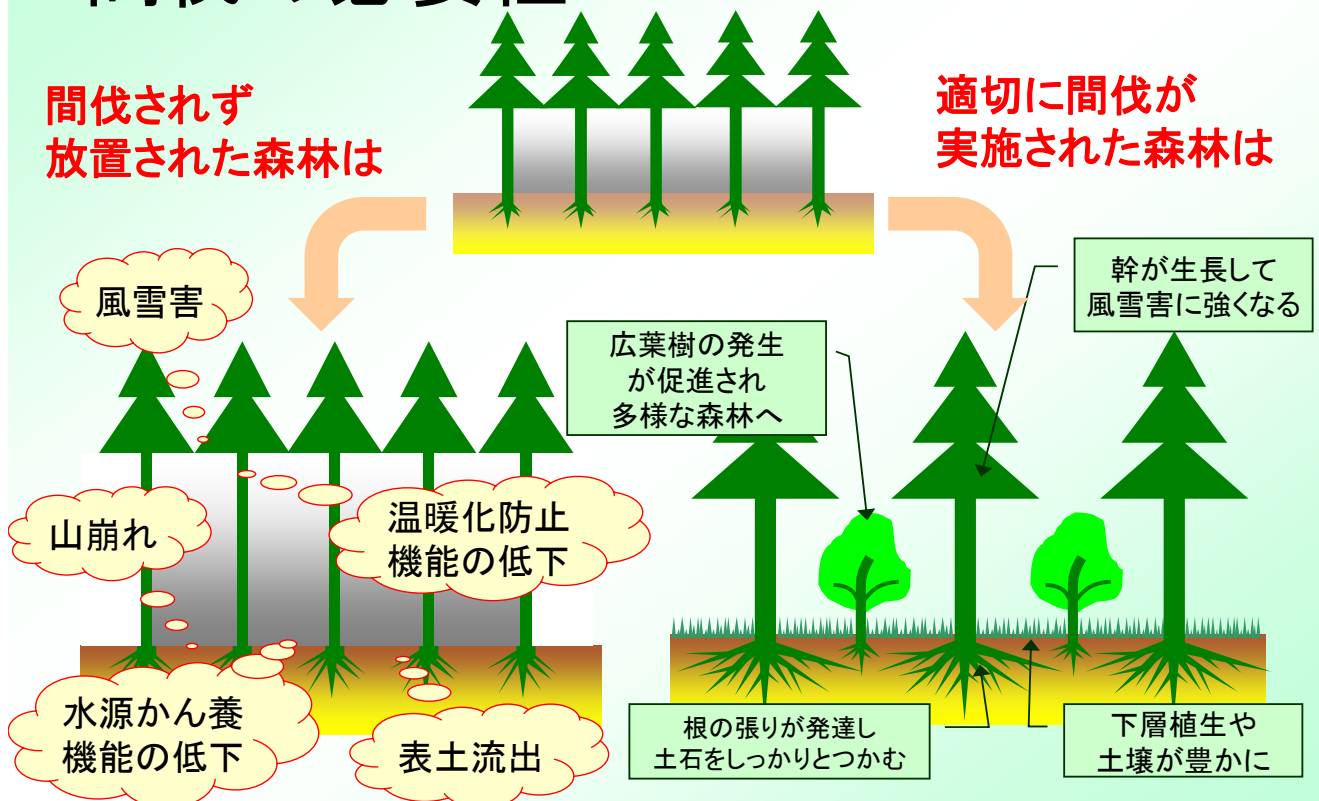 間伐の必要性
間伐されず
放置された森林は
適切に間伐が
実施された森林は
風雪害
山崩れ
温暖化防止
機能の低下
水源かん養
機能の低下
表土流出
幹が生長して
風雪害に強くなる
広葉樹の発生
が促進され
多様な森林へ
根の張りが発達し
土石をしっかりとつかむ
下層植生や
土壌が豊かに